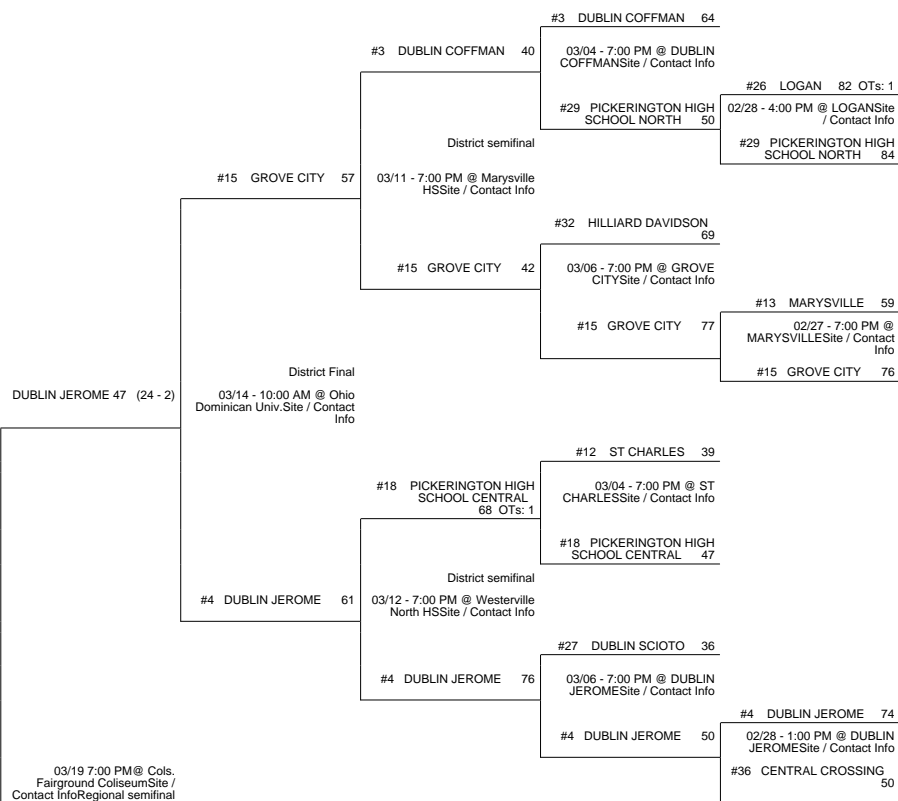 #3 DUBLIN COFFMAN 64
#3 DUBLIN COFFMAN 40
03/04 - 7:00 PM @ DUBLIN
COFFMANSite / Contact Info
#26 LOGAN 82 OTs: 1
#29 PICKERINGTON HIGH
SCHOOL NORTH 50
02/28 - 4:00 PM @ LOGANSite
/ Contact Info
#29 PICKERINGTON HIGH
SCHOOL NORTH 84
District semifinal
#15 GROVE CITY 57
03/11 - 7:00 PM @ Marysville
HSSite / Contact Info
#32 HILLIARD DAVIDSON
69
#15 GROVE CITY 42
03/06 - 7:00 PM @ GROVE
CITYSite / Contact Info
#13 MARYSVILLE 59
#15 GROVE CITY 77
02/27 - 7:00 PM @
MARYSVILLESite / Contact
Info
#15 GROVE CITY 76
District Final
DUBLIN JEROME 47 (24 - 2)
03/14 - 10:00 AM @ Ohio
Dominican Univ.Site / Contact
Info
#12 ST CHARLES 39
#18 PICKERINGTON HIGH
SCHOOL CENTRAL
68 OTs: 1
03/04 - 7:00 PM @ ST
CHARLESSite / Contact Info
#18 PICKERINGTON HIGH
SCHOOL CENTRAL 47
District semifinal
#4 DUBLIN JEROME 61
03/12 - 7:00 PM @ Westerville
North HSSite / Contact Info
#27 DUBLIN SCIOTO 36
#4 DUBLIN JEROME 76
03/06 - 7:00 PM @ DUBLIN
JEROMESite / Contact Info
#4 DUBLIN JEROME 74
#4 DUBLIN JEROME 50
02/28 - 1:00 PM @ DUBLIN
JEROMESite / Contact Info
#36 CENTRAL CROSSING
50
03/19 7:00 PM@ Cols.
Fairground ColiseumSite /
Contact InfoRegional semifinal